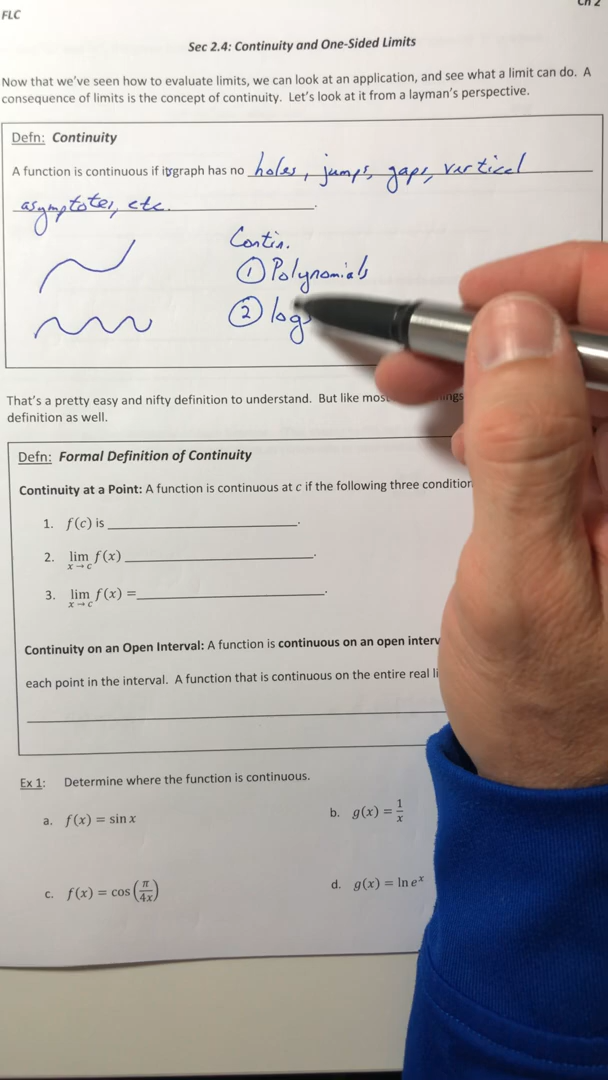 FLC
Ch 2
Sec 2.4: Continuity and One-Sided Limits
Now that we've seen how to evaluate limits, we can look at an application, and see what a limit can do. A
consequence of limits is the concept of continuity. Let's look at it from a layman's perspective.
Defn: Continuity
A function is continuous if its graph has no holes, jumps, gaps, vertical
asymptotes, etc.
Contin.
① Polynomials
② logs
That's a pretty easy and nifty definition to understand. But like most
definition as well.
Defn: Formal Definition of Continuity
Continuity at a Point: A function is continuous at c if the following three condition
1. f(c) is ____________.
2. lim x→c f(x) ____________.
3. lim x→c f(x) = ____________.
Continuity on an Open Interval: A function is continuous on an open interv
each point in the interval. A function that is continuous on the entire real li
Ex 1: Determine where the function is continuous.
a. f(x) = sin x
b. g(x) = 1/x
c. f(x) = cos (π/4x)
d. g(x) = ln eˣ